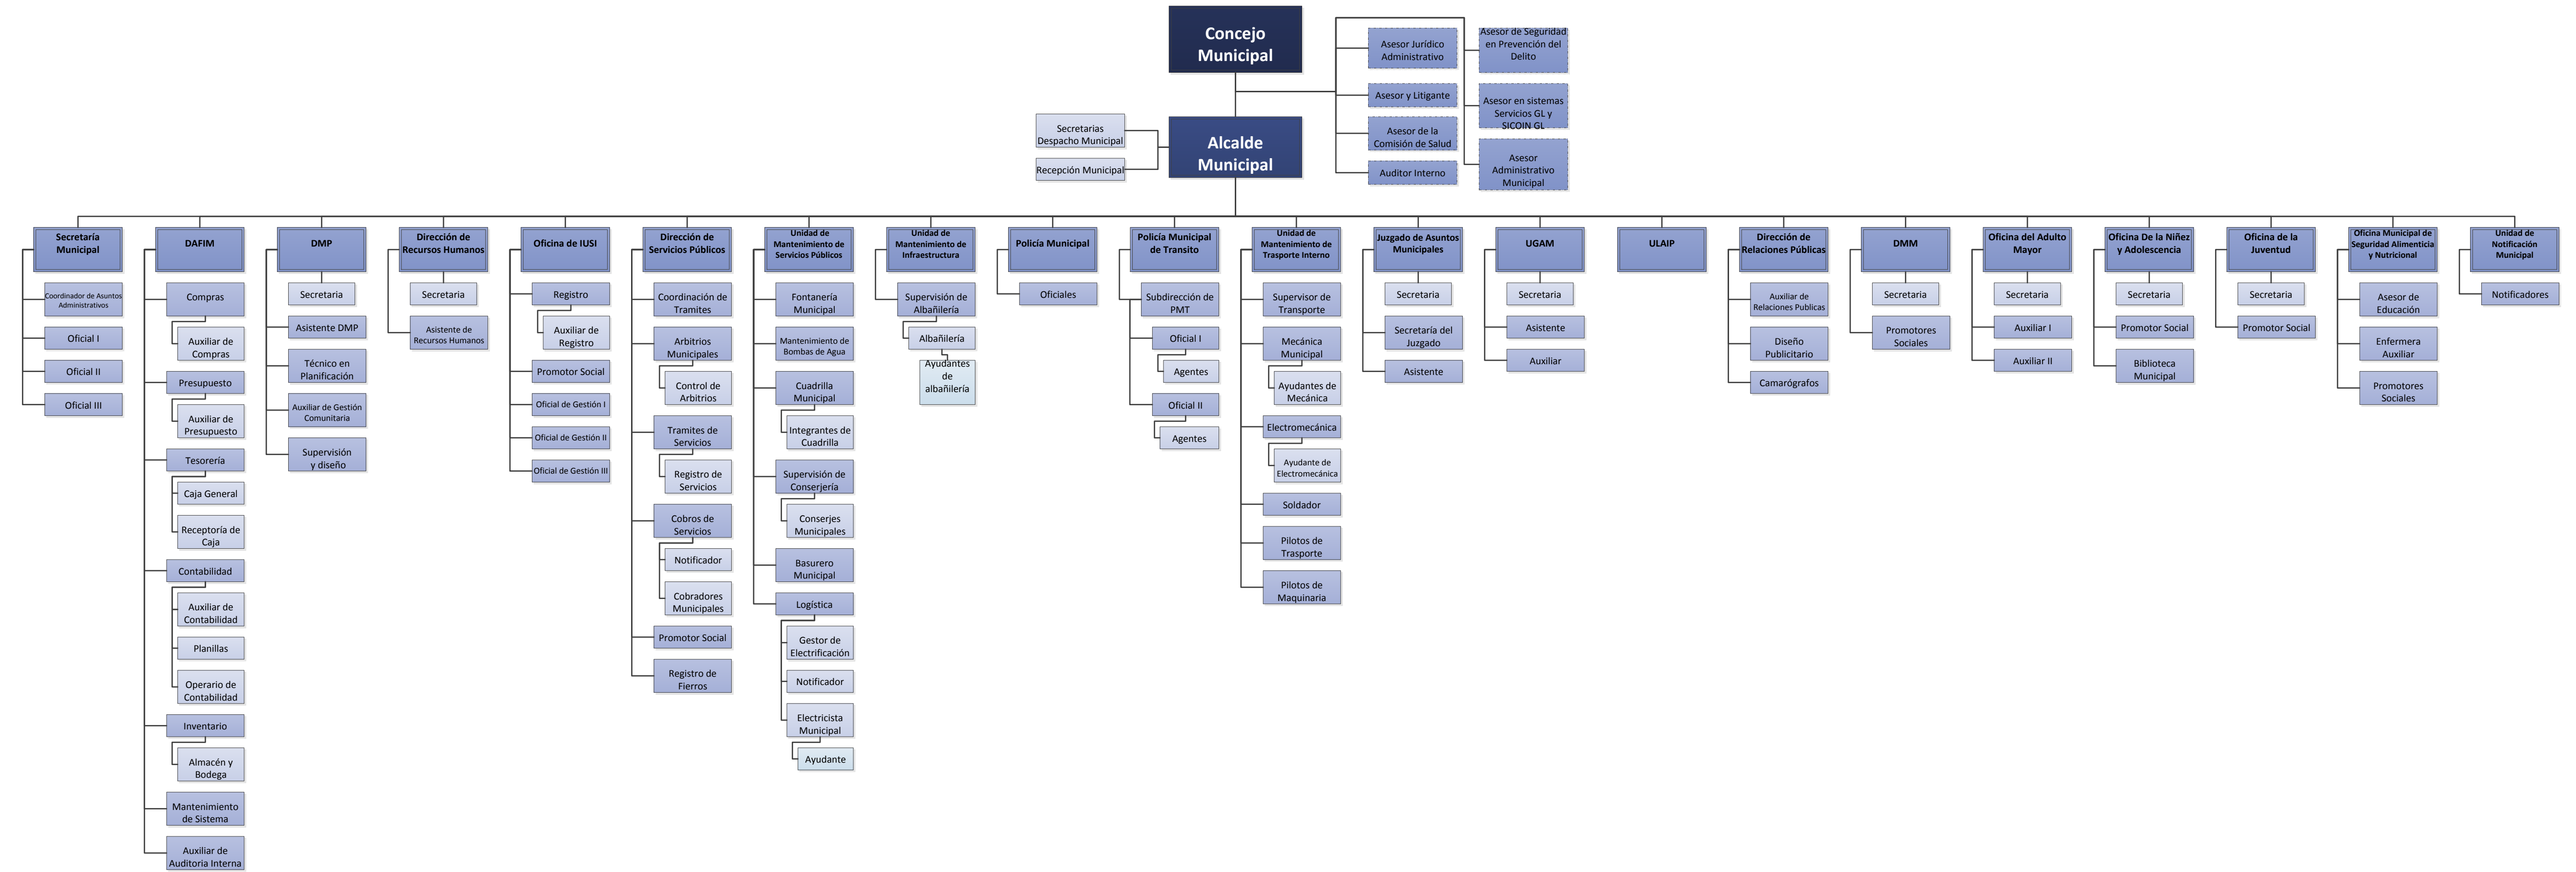 Concejo
Municipal
Asesor Jurídico
Administrativo
Asesor y Litigante
Asesor de la
Comisión de Salud
Auditor Interno
Asesor de Seguridad
en Prevención del
Delito
Asesor en sistemas
Servicios GL y
SICOIN GL
Asesor
Administrativo
Municipal
Secretarias
Despacho Municipal
Recepción Municipal
Alcalde
Municipal
Secretaría
Municipal
Coordinador de Asuntos
Administrativos
Oficial I
Oficial II
Oficial III
DAFIM
Compras
Auxiliar de
Compras
Presupuesto
Auxiliar de
Presupuesto
Tesorería
Caja General
Receptoría de
Caja
Contabilidad
Auxiliar de
Contabilidad
Planillas
Operario de
Contabilidad
Inventario
Almacén y
Bodega
Mantenimiento
de Sistema
Auxiliar de
Auditoria Interna
DMP
Secretaria
Asistente DMP
Técnico en
Planificación
Auxiliar de Gestión
Comunitaria
Supervisión
y diseño
Dirección de
Recursos Humanos
Secretaria
Asistente de
Recursos Humanos
Oficina de IUSI
Registro
Auxiliar de
Registro
Promotor Social
Oficial de Gestión I
Oficial de Gestión II
Oficial de Gestión III
Dirección de
Servicios Públicos
Coordinación de
Tramites
Arbitrios
Municipales
Control de
Arbitrios
Tramites de
Servicios
Registro de
Servicios
Cobros de
Servicios
Notificador
Cobradores
Municipales
Promotor Social
Registro de
Fierros
Unidad de
Mantenimiento de
Servicios Públicos
Fontanería
Municipal
Mantenimiento de
Bombas de Agua
Cuadrilla
Municipal
Integrantes de
Cuadrilla
Supervisión de
Conserjería
Conserjes
Municipales
Basurero
Municipal
Logística
Gestor de
Electrificación
Notificador
Electricista
Municipal
Ayudante
Unidad de
Mantenimiento de
Infraestructura
Supervisión de
Albañilería
Albañilería
Ayudantes
de
albañilería
Policía Municipal
Oficiales
Policía Municipal
de Transito
Subdirección de
PMT
Oficial I
Agentes
Oficial II
Agentes
Unidad de
Mantenimiento de
Trasporte Interno
Supervisor de
Transporte
Mecánica
Municipal
Ayudantes de
Mecánica
Electromecánica
Ayudante de
Electromecánica
Soldador
Pilotos de
Trasporte
Pilotos de
Maquinaria
Juzgado de Asuntos
Municipales
Secretaria
Secretaría del
Juzgado
Asistente
UGAM
Secretaria
Asistente
Auxiliar
ULAIP
Dirección de
Relaciones Públicas
Auxiliar de
Relaciones Publicas
Diseño
Publicitario
Camarógrafos
DMM
Secretaria
Promotores
Sociales
Oficina del Adulto
Mayor
Secretaria
Auxiliar I
Auxiliar II
Oficina De la Niñez
y Adolescencia
Secretaria
Promotor Social
Biblioteca
Municipal
Oficina de la
Juventud
Secretaria
Promotor Social
Oficina Municipal de
Seguridad Alimenticia
y Nutricional
Asesor de
Educación
Enfermera
Auxiliar
Promotores
Sociales
Unidad de
Notificación
Municipal
Notificadores